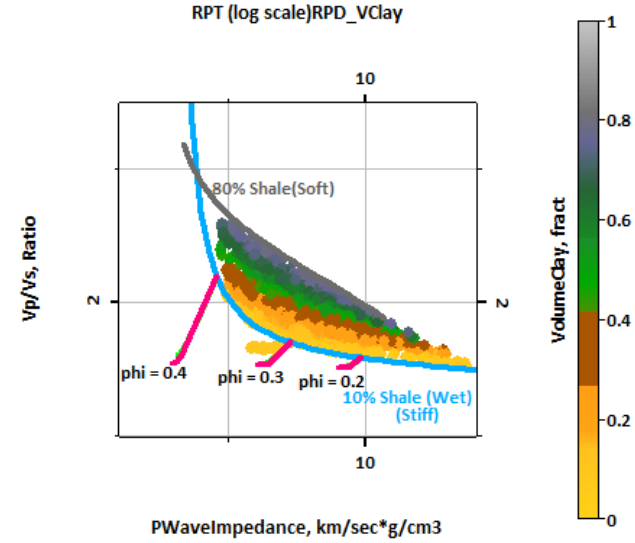 RPT (log scale)RPD_VClay
10
1
0.8
80% Shale(Soft)
0.6
Vp/Vs, Ratio
VolumeClay, fract
2
2
0.4
phi = 0.4
phi = 0.3
phi = 0.2
10% Shale (Wet)
(Stiff)
0.2
10
0
PWaveImpedance, km/sec*g/cm3